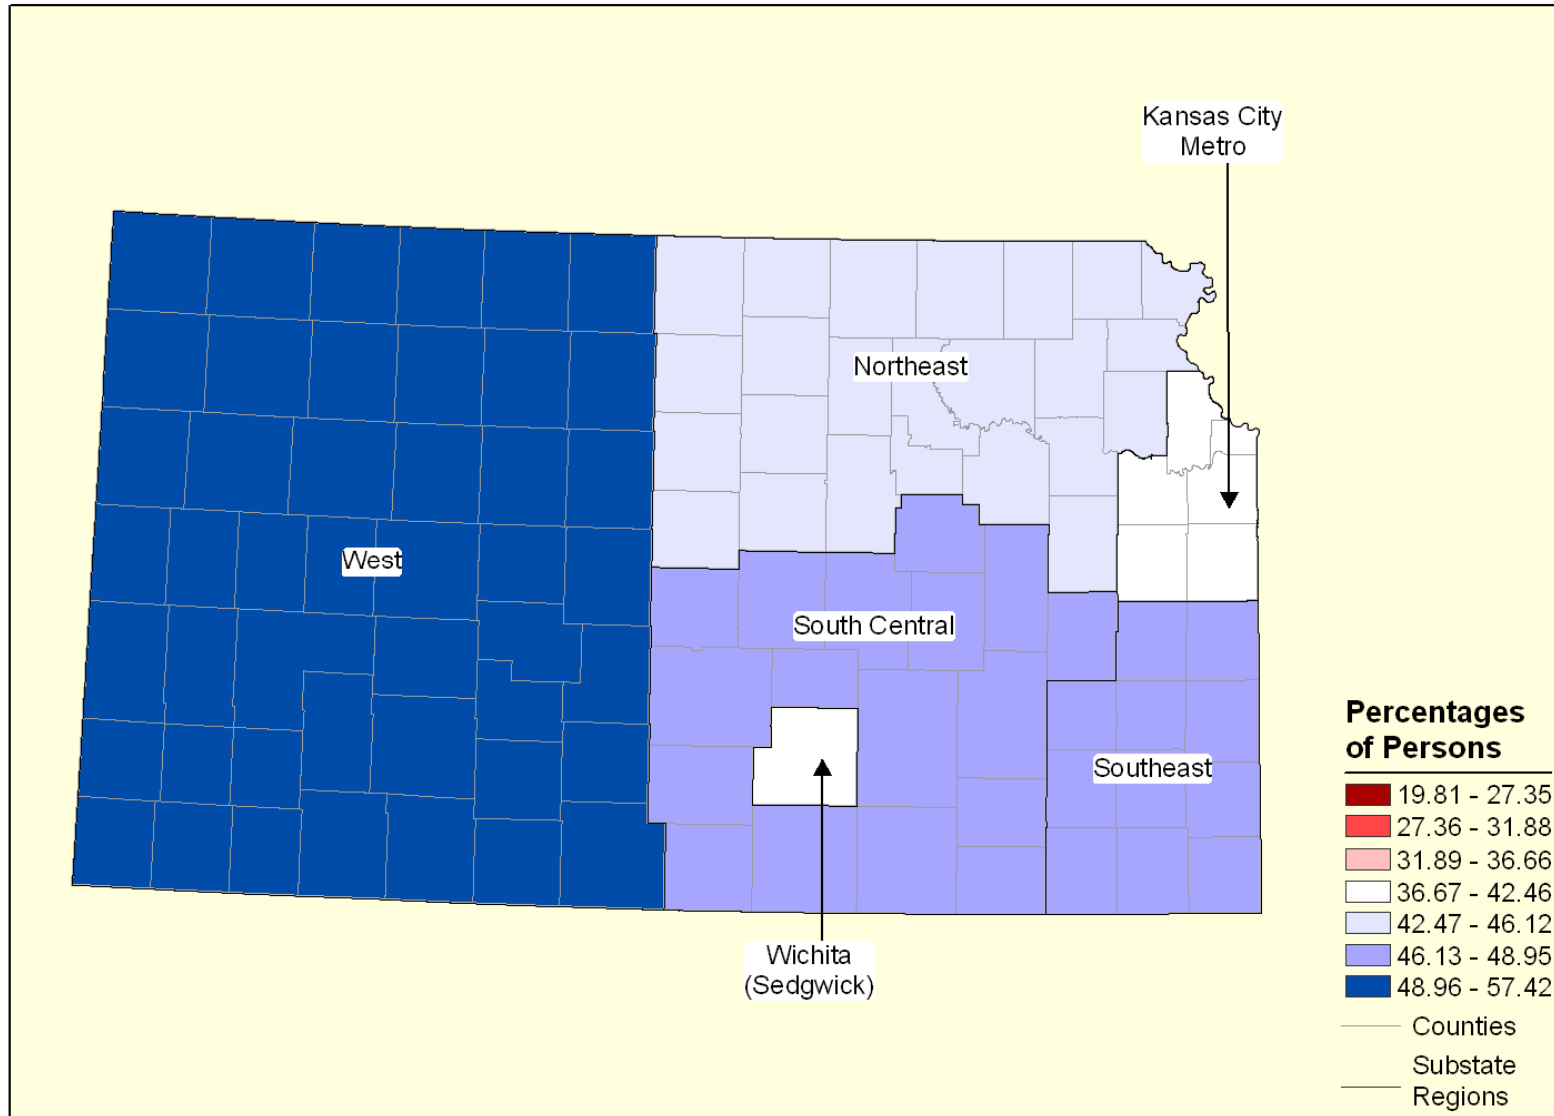 Kansas City
Metro
Northeast
West
South Central
Southeast
Wichita
(Sedgwick)
Percentages
of Persons
19.81 - 27.35
27.36 - 31.88
31.89 - 36.66
36.67 - 42.46
42.47 - 46.12
46.13 - 48.95
48.96 - 57.42
Counties
Substate
Regions